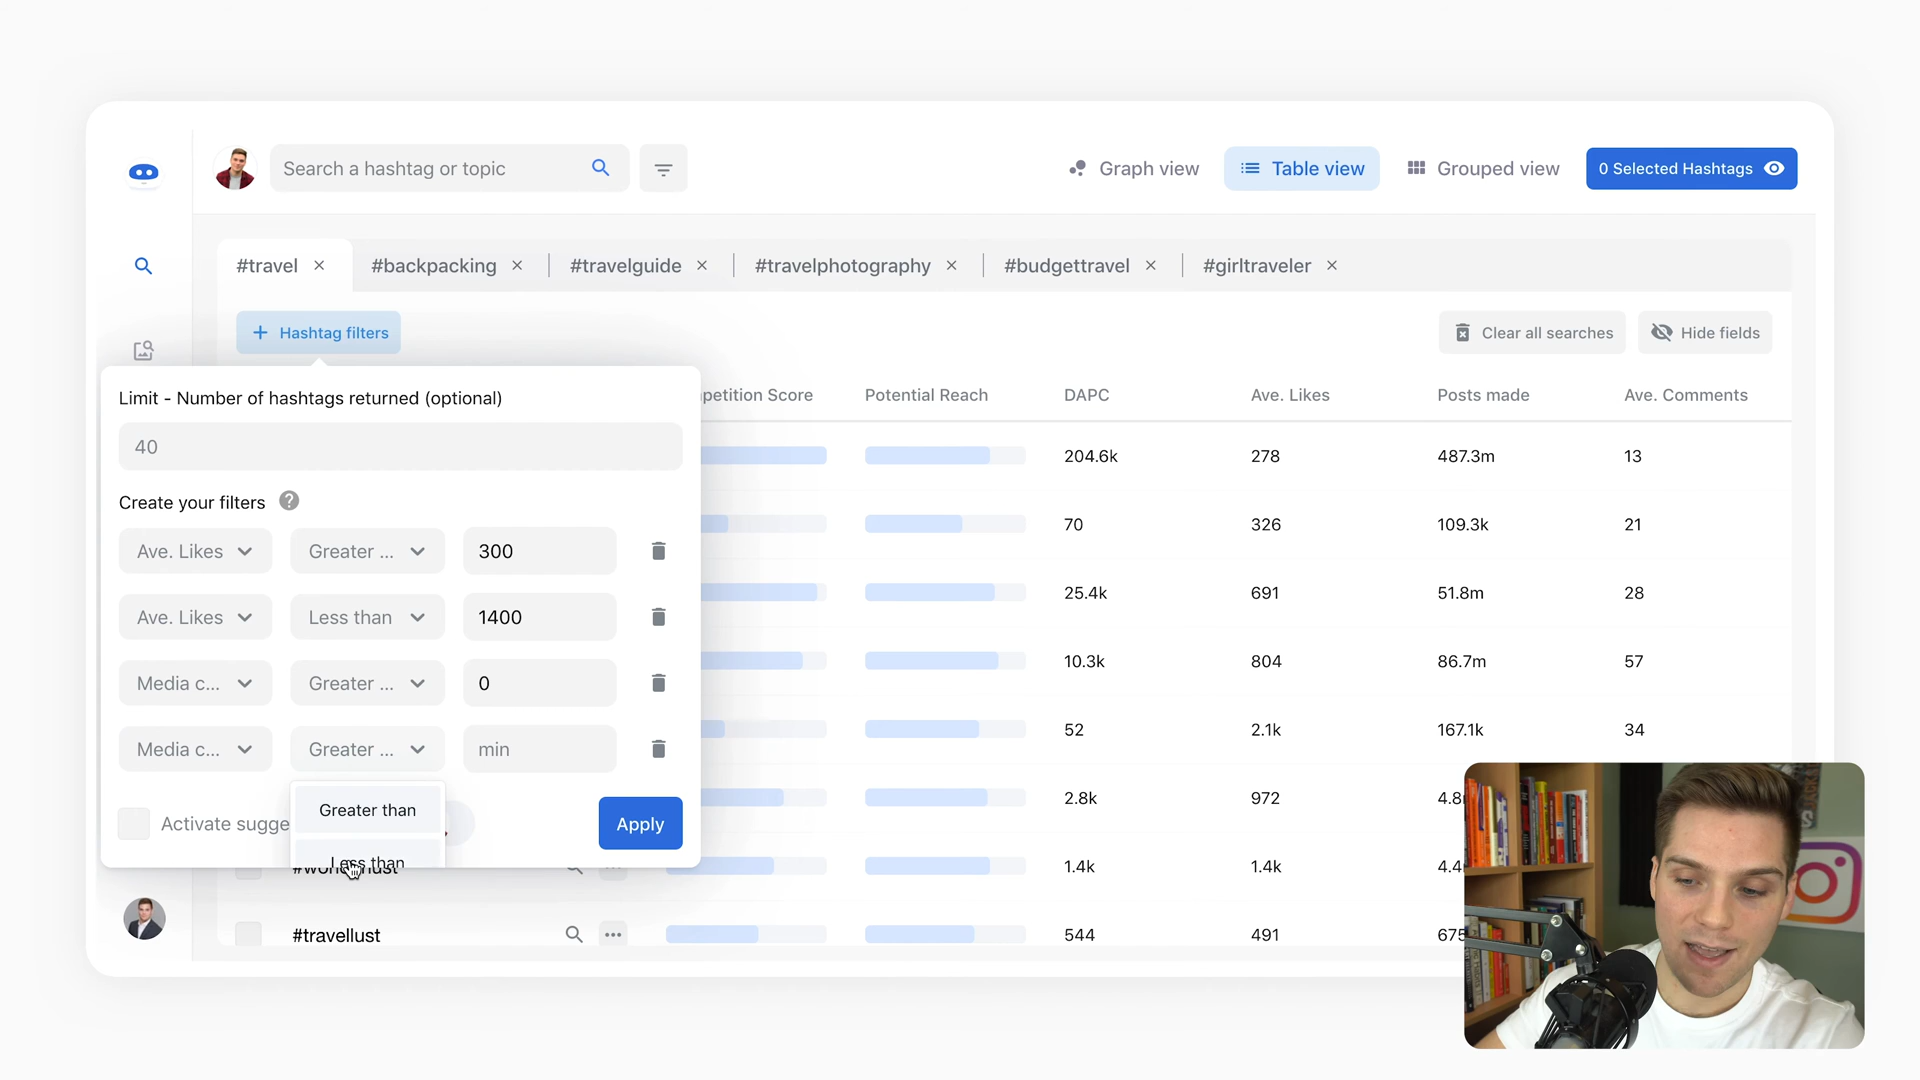 Search a hashtag or topic
Graph view
Table view
Grouped view
0 Selected Hashtags
#travel
#backpacking
#travelguide
#travelphotography
#budgettravel
#girltraveler
+ Hashtag filters
Clear all searches
Hide fields
Limit - Number of hashtags returned (optional)
40
Create your filters ?
Ave. Likes Greater ... 300
Ave. Likes Less than 1400
Media c... Greater ... 0
Media c... Greater ... min
Greater than
Less than
Activate sugge
Apply
petition Score Potential Reach DAPC Ave. Likes Posts made Ave. Comments
204.6k 278 487.3m 13
70 326 109.3k 21
25.4k 691 51.8m 28
10.3k 804 86.7m 57
52 2.1k 167.1k 34
2.8k 972 4.8
1.4k 1.4k 4.4
#travellust 544 491 675